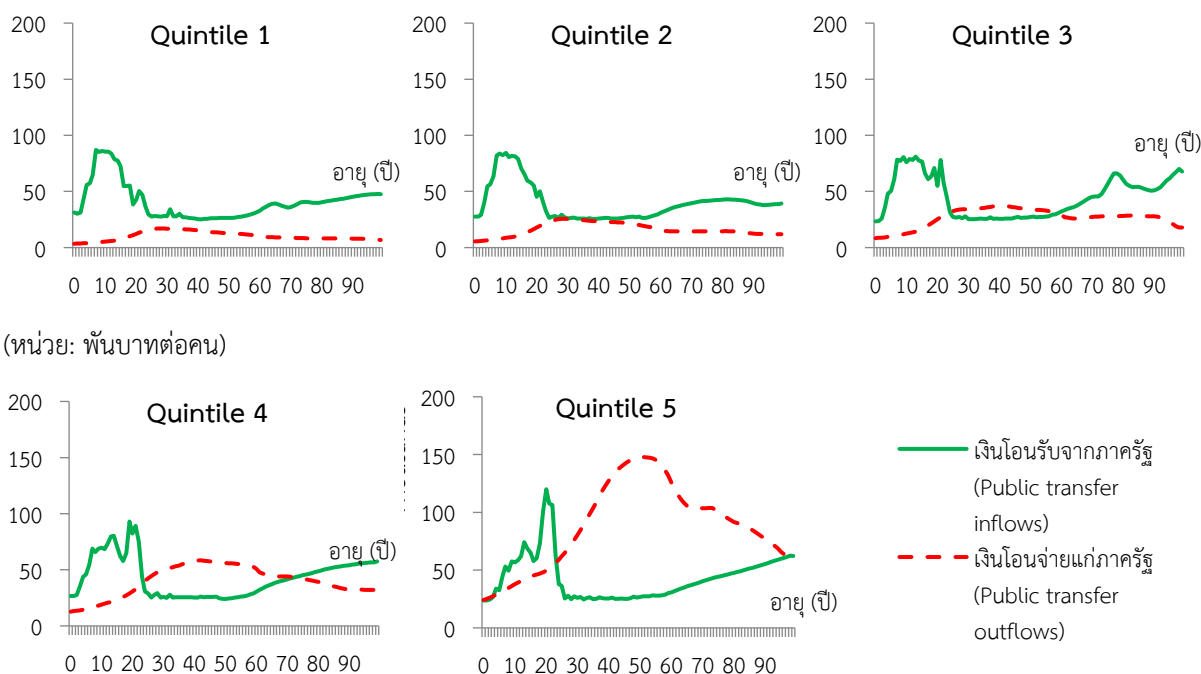 Quintile 1
200
150
100
50
0
0 10 20 30 40 50 60 70 80 90
อายุ (ปี)
Quintile 2
200
150
100
50
0
0 10 20 30 40 50 60 70 80 90
อายุ (ปี)
Quintile 3
200
150
100
50
0
0 10 20 30 40 50 60 70 80 90
อายุ (ปี)
(หน่วย: พันบาทต่อคน)
Quintile 4
200
150
100
50
0
0 10 20 30 40 50 60 70 80 90
อายุ (ปี)
Quintile 5
200
150
100
50
0
0 10 20 30 40 50 60 70 80 90
อายุ (ปี)
เงินโอนรับจากภาครัฐ
(Public transfer
inflows)
เงินโอนจ่ายแก่ภาครัฐ
(Public transfer
outflows)